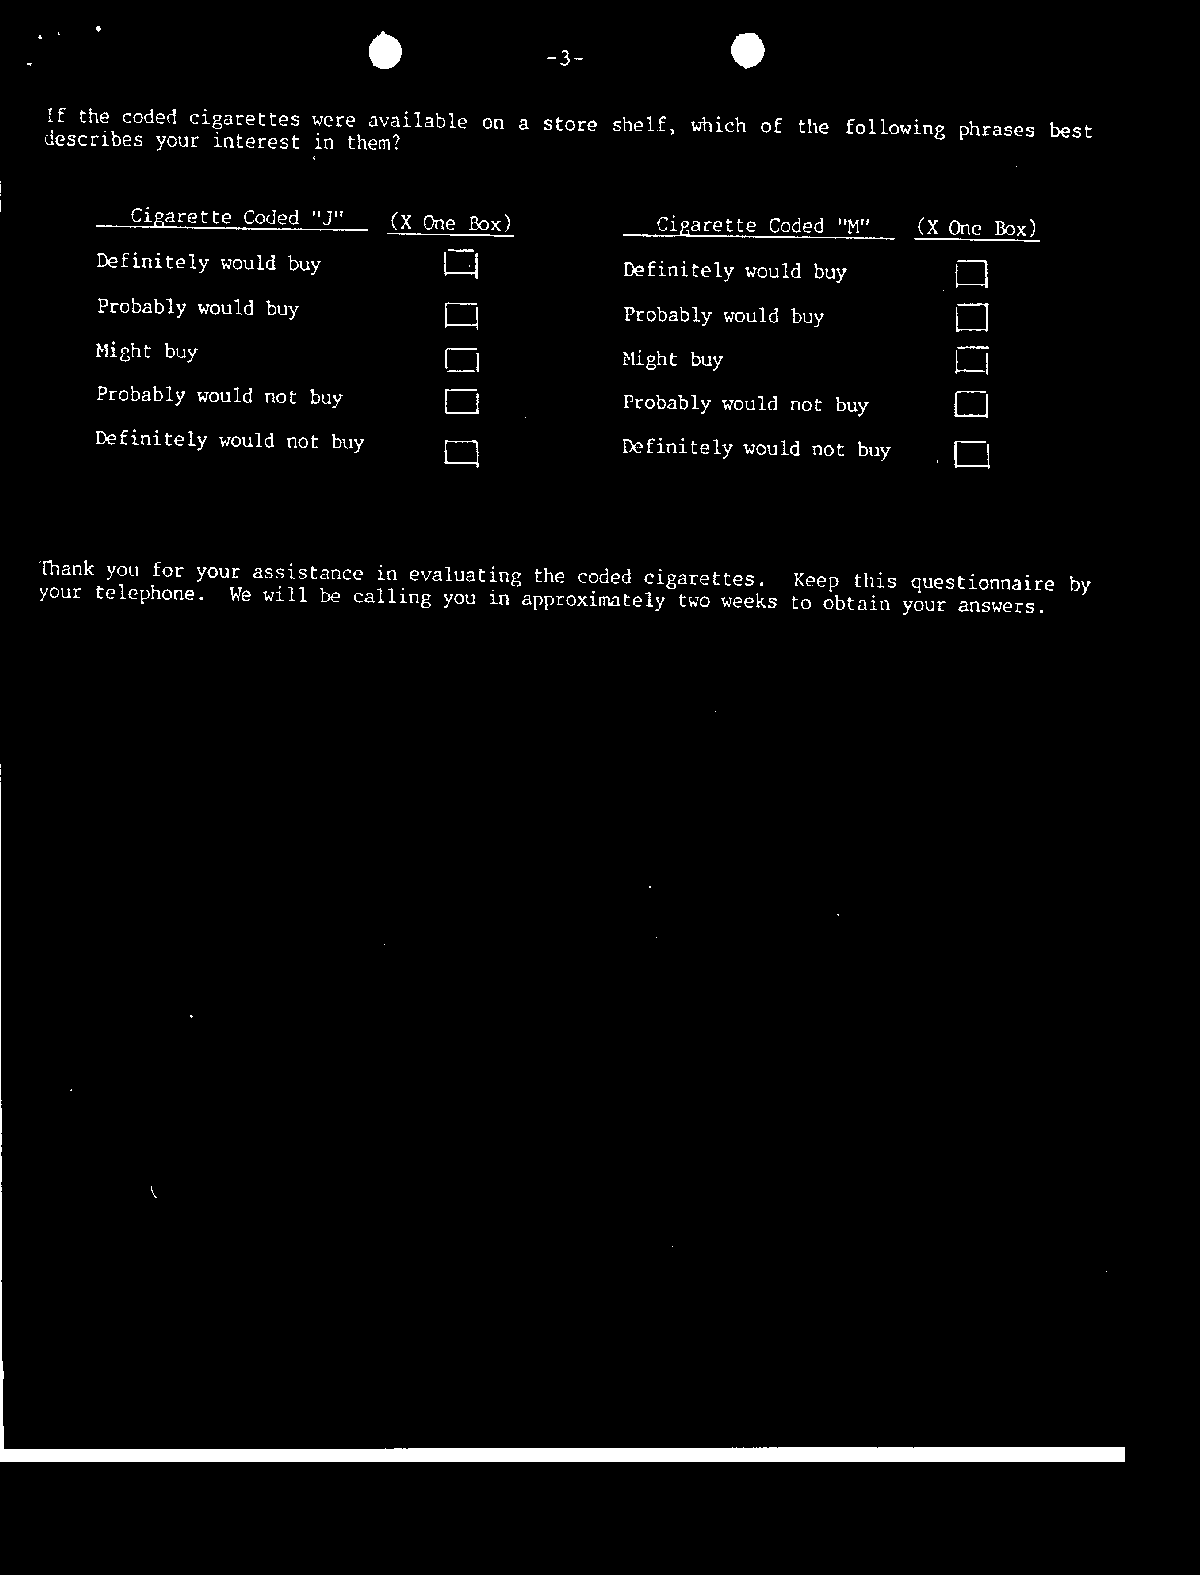 -3-
If the coded cigarettes were available on a store shelf, which of the following phrases best
describes your interest in them?
Cigarette Coded "J" (X One Box) Cigarette Coded "M" (X One Box)
Definitely would buy Definitely would buy
Probably would buy Probably would buy
Might buy Might buy
Probably would not buy Probably would not buy
Definitely would not buy Definitely would not buy
Thank you for your assistance in evaluating the coded cigarettes. Keep this questionnaire by
your telephone. We will be calling you in approximately two weeks to obtain your answers.